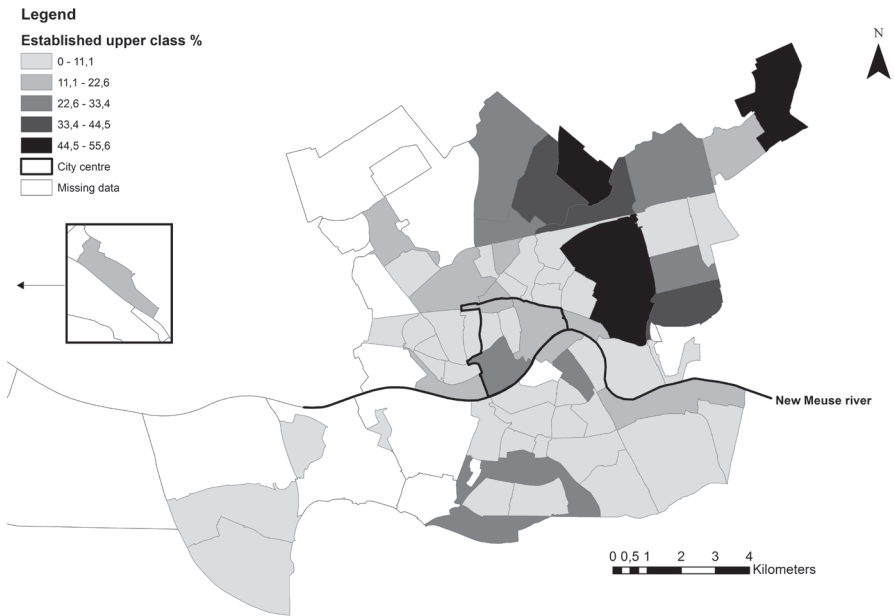 Legend
Established upper class %
0 - 11,1
11,1 - 22,6
22,6 - 33,4
33,4 - 44,5
44,5 - 55,6
City centre
Missing data
N
New Meuse river
0 0,5 1 2 3 4
Kilometers